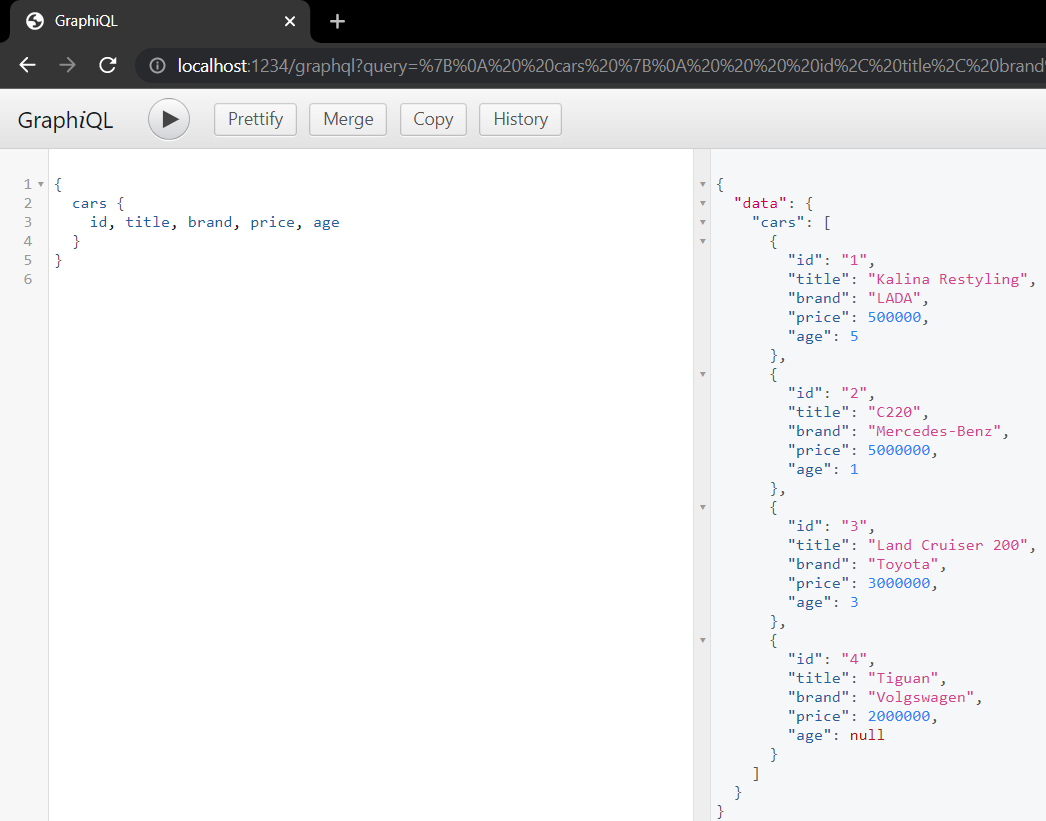 GraphiQL
localhost:1234/graphql?query=%7B%0A%20%20cars%20%7B%0A%20%20%20%20id%2C%20title%2C%20brand
GraphiQL
Prettify
Merge
Copy
History
1 {
2   cars {
3     id, title, brand, price, age
4   }
5 }
6
{
  "data": {
    "cars": [
      {
        "id": "1",
        "title": "Kalina Restyling",
        "brand": "LADA",
        "price": 500000,
        "age": 5
      },
      {
        "id": "2",
        "title": "C220",
        "brand": "Mercedes-Benz",
        "price": 5000000,
        "age": 1
      },
      {
        "id": "3",
        "title": "Land Cruiser 200",
        "brand": "Toyota",
        "price": 3000000,
        "age": 3
      },
      {
        "id": "4",
        "title": "Tiguan",
        "brand": "Volgswagen",
        "price": 2000000,
        "age": null
      }
    ]
  }
}